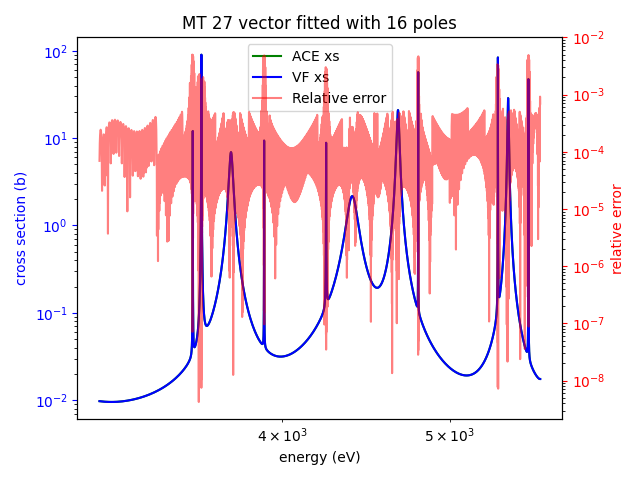 MT 27 vector fitted with 16 poles
ACE xs
VF xs
Relative error
cross section (b)
10²
10¹
10⁰
10⁻¹
10⁻²
10⁻²
10⁻³
10⁻⁴
10⁻⁵
10⁻⁶
10⁻⁷
10⁻⁸
relative error
4 × 10³
5 × 10³
energy (eV)